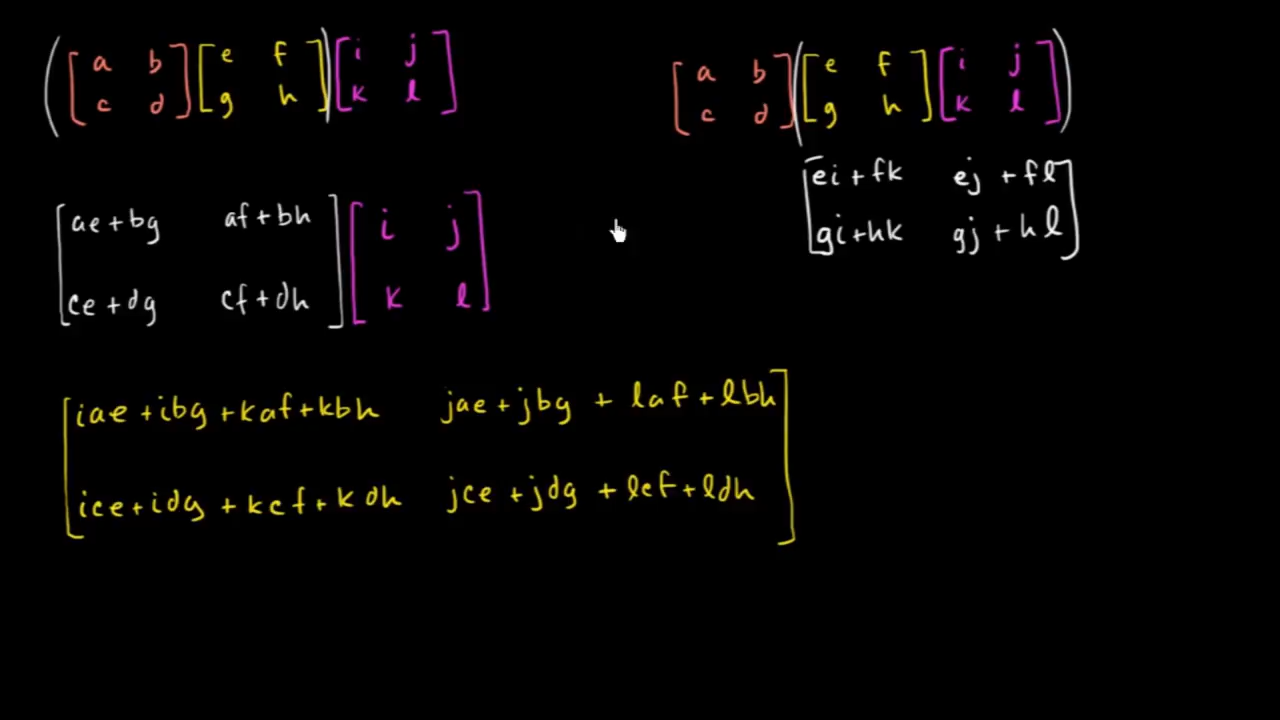 ([a b] [e f]) [i j]
([c d] [g h]) [k l]
[a b] ([e f] [i j])
[c d] ([g h] [k l])
[ei + fk ej + fl]
[gi + hk gj + hl]
[ae + bg af + bh] [i j]
[ce + dg cf + dh] [k l]
[iae + ibg + kaf + kbh jae + jbg + laf + lbh]
[ice + idg + kcf + kdh jce + jdg + lcf + ldh]